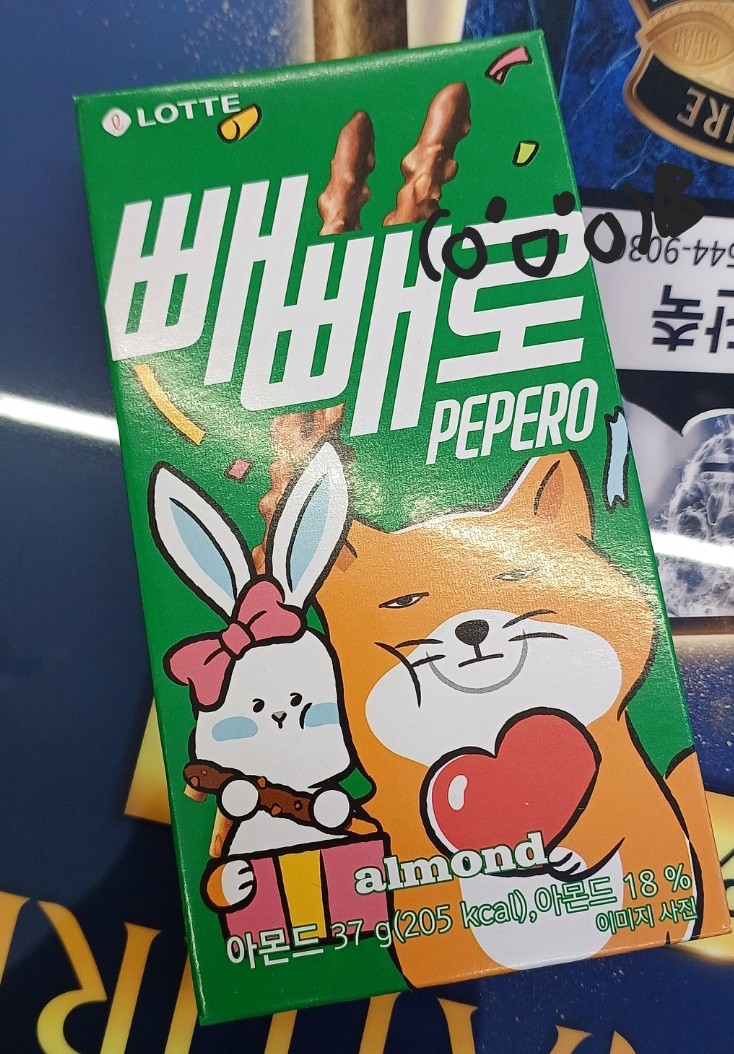 LOTTE
빼빼로
PEPERO
almond
아몬드 37 g(205 kcal),아몬드 18 %
이미지 사진
CIGAR